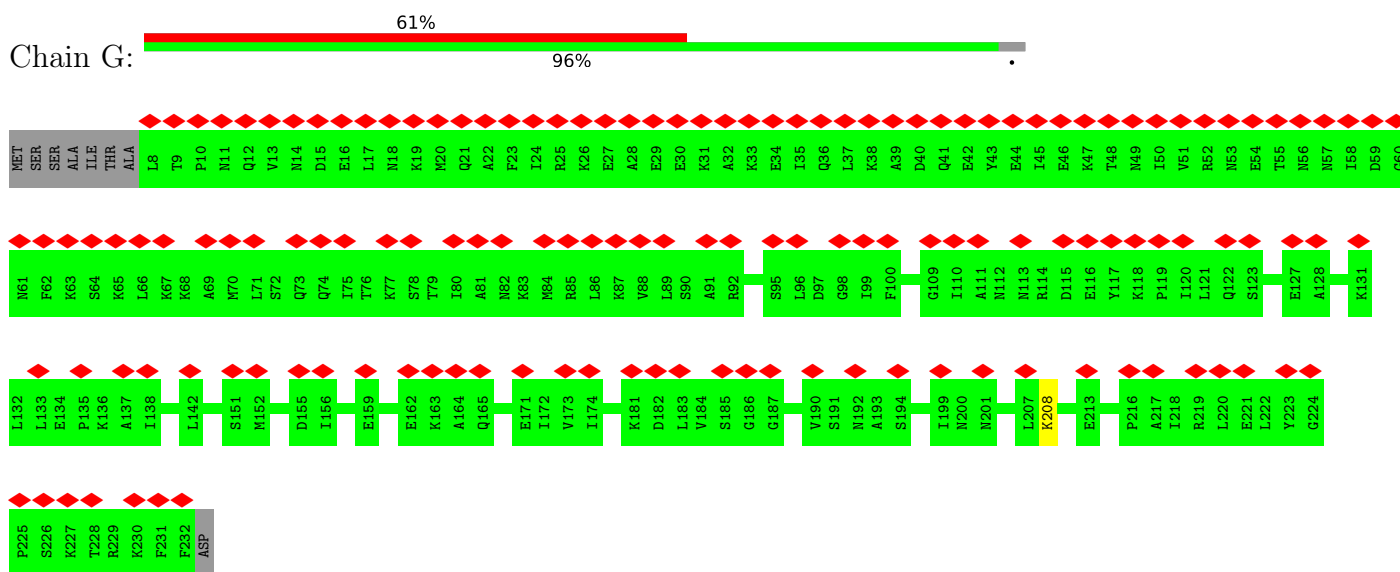 61%
Chain G:
96%
•
MET SER SER ALA ILE THR ALA L8 T9 P10 N11 Q12 V13 N14 D15 E16 L17 N18 K19 M20 Q21 A22 F23 I24 R25 K26 E27 A28 E29 E30 K31 A32 K33 E34 I35 Q36 L37 K38 A39 D40 Q41 E42 Y43 E44 I45 E46 K47 T48 N49 I50 V51 R52 N53 E54 T55 N56 N57 I58 D59 G60
N61 F62 K63 S64 K65 L66 K67 K68 A69 M70 L71 S72 Q73 Q74 I75 T76 K77 S78 T79 I80 A81 N82 K83 M84 R85 L86 K87 V88 L89 S90 A91 R92 S95 L96 D97 G98 I99 F100 G109 I110 A111 N112 N113 R114 D115 E116 Y117 K118 P119 I120 L121 Q122 S123 E127 A128 K131
L132 L133 E134 P135 K136 A137 I138 L142 S151 M152 D155 I156 E159 E162 K163 A164 Q165 E171 I172 V173 I174 K181 D182 L183 V184 S185 G186 G187 V190 S191 N192 A193 S194 I199 N200 N201 L207 K208 E213 P216 A217 I218 R219 L220 E221 L222 Y223 G224
P225 S226 K227 T228 R229 K230 F231 F232 ASP